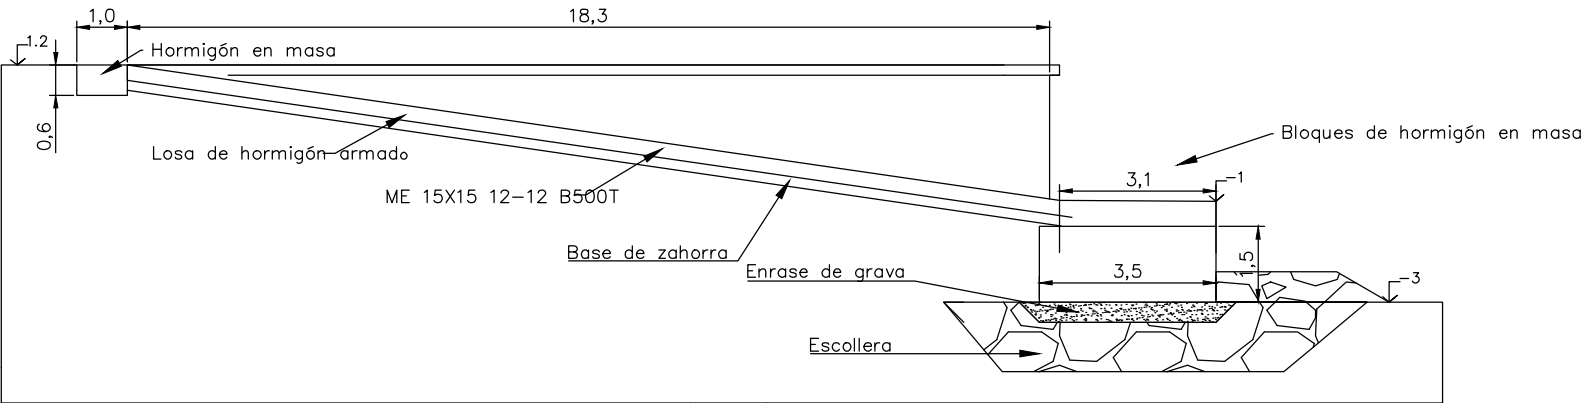 1,0
18,3
1.2
Hormigón en masa
0,6
Losa de hormigón armado
Bloques de hormigón en masa
ME 15X15 12-12 B500T
3,1
-1
Base de zahorra
Enrase de grava
3,5
1,5
-3
Escollera